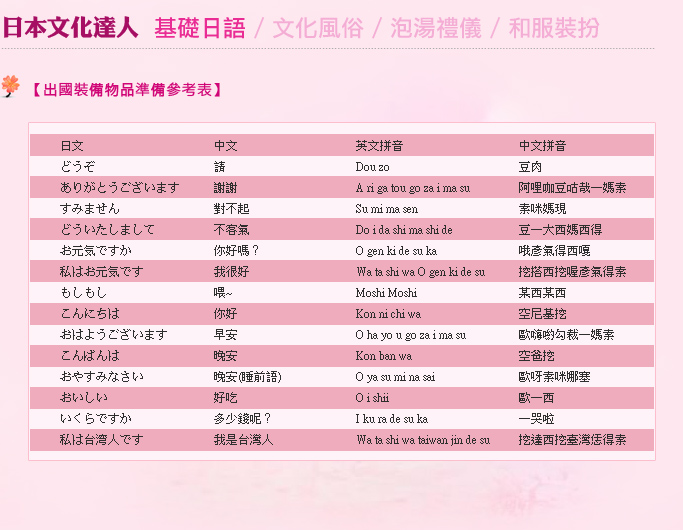 日本文化達人 基礎日語 / 文化風俗 / 泡湯禮儀 / 和服裝扮
【出國裝備物品準備參考表】
日文 中文 英文拼音 中文拼音
どうぞ 請 Dou zo 豆肉
ありがとうございます 謝謝 A ri ga tou go za i ma su 阿哩咖豆咕哉一媽素
すみません 對不起 Su mi ma sen 素咪媽現
どういたしまして 不客氣 Do i da shi ma shi de 豆一大西媽西得
お元気ですか 你好嗎？ O gen ki de su ka 哦彥氣得西嘎
私はお元気です 我很好 Wa ta shi wa O gen ki de su 挖搭西挖喔彥氣得素
もしもし 喂~ Moshi Moshi 某西某西
こんにちは 你好 Kon ni chi wa 空尼基挖
おはようございます 早安 O ha yo u go za i ma su 歐嗨喲勾栽一媽素
こんばんは 晚安 Kon ban wa 空爸挖
おやすみなさい 晚安(睡前語) O ya su mi na sai 歐呀素咪娜塞
おいしい 好吃 O i shii 歐一西
いくらですか 多少錢呢？ I ku ra de su ka 一哭啦
私は台湾人です 我是台灣人 Wa ta shi wa taiwan jin de su 挖達西挖臺灣恁得素